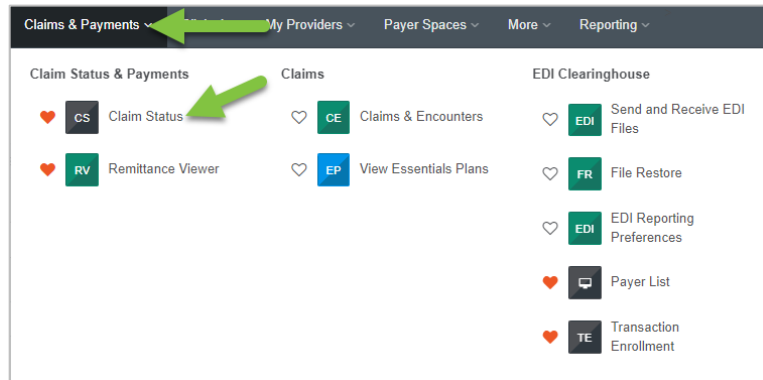 Claims & Payments My Providers Payer Spaces More Reporting
Claim Status & Payments
CS Claim Status
RV Remittance Viewer
Claims
CE Claims & Encounters
EP View Essentials Plans
EDI Clearinghouse
EDI Send and Receive EDI
Files
FR File Restore
EDI EDI Reporting
Preferences
Payer List
TE Transaction
Enrollment